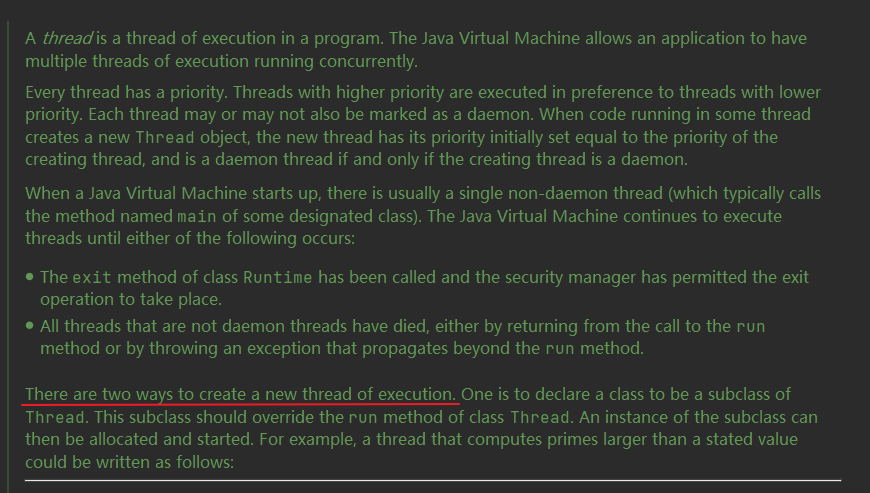 A thread is a thread of execution in a program. The Java Virtual Machine allows an application to have
multiple threads of execution running concurrently.
Every thread has a priority. Threads with higher priority are executed in preference to threads with lower
priority. Each thread may or may not also be marked as a daemon. When code running in some thread
creates a new Thread object, the new thread has its priority initially set equal to the priority of the
creating thread, and is a daemon thread if and only if the creating thread is a daemon.
When a Java Virtual Machine starts up, there is usually a single non-daemon thread (which typically calls
the method named main of some designated class). The Java Virtual Machine continues to execute
threads until either of the following occurs:
• The exit method of class Runtime has been called and the security manager has permitted the exit
operation to take place.
• All threads that are not daemon threads have died, either by returning from the call to the run
method or by throwing an exception that propagates beyond the run method.
There are two ways to create a new thread of execution. One is to declare a class to be a subclass of
Thread. This subclass should override the run method of class Thread. An instance of the subclass can
then be allocated and started. For example, a thread that computes primes larger than a stated value
could be written as follows: